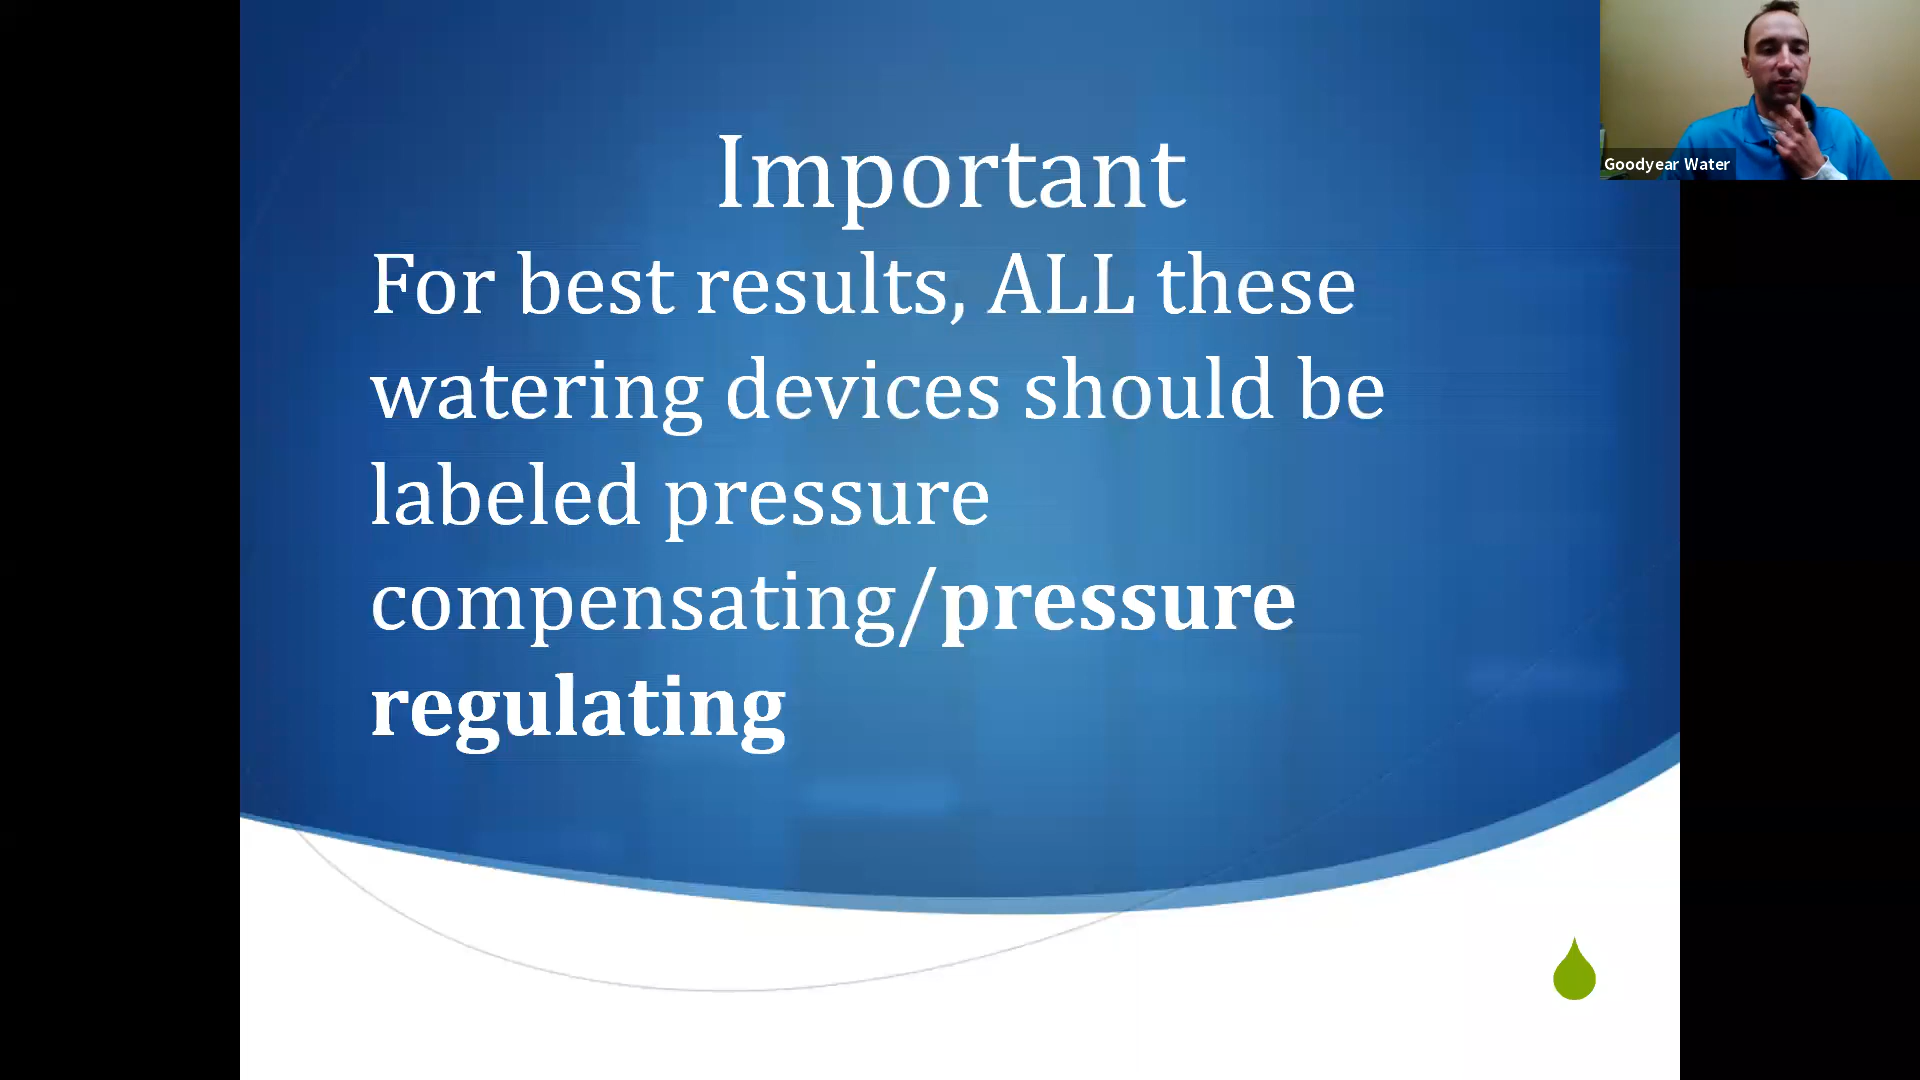 Important
For best results, ALL these
watering devices should be
labeled pressure
compensating/pressure
regulating
Goodyear Water